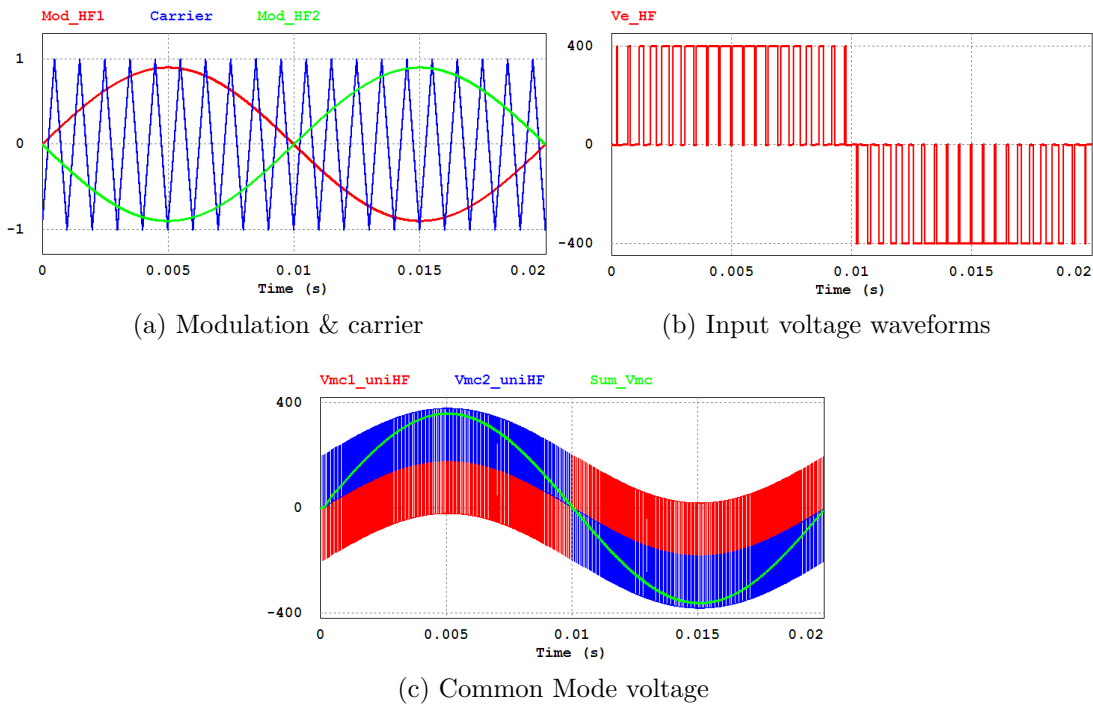 Mod_HF1 Carrier Mod_HF2
1
0
-1
0 0.005 0.01 0.015 0.02
Time (s)
(a) Modulation & carrier
Ve_HF
400
0
-400
0 0.005 0.01 0.015 0.02
Time (s)
(b) Input voltage waveforms
Vmc1_uniHF Vmc2_uniHF Sum_Vmc
400
0
-400
0 0.005 0.01 0.015 0.02
Time (s)
(c) Common Mode voltage